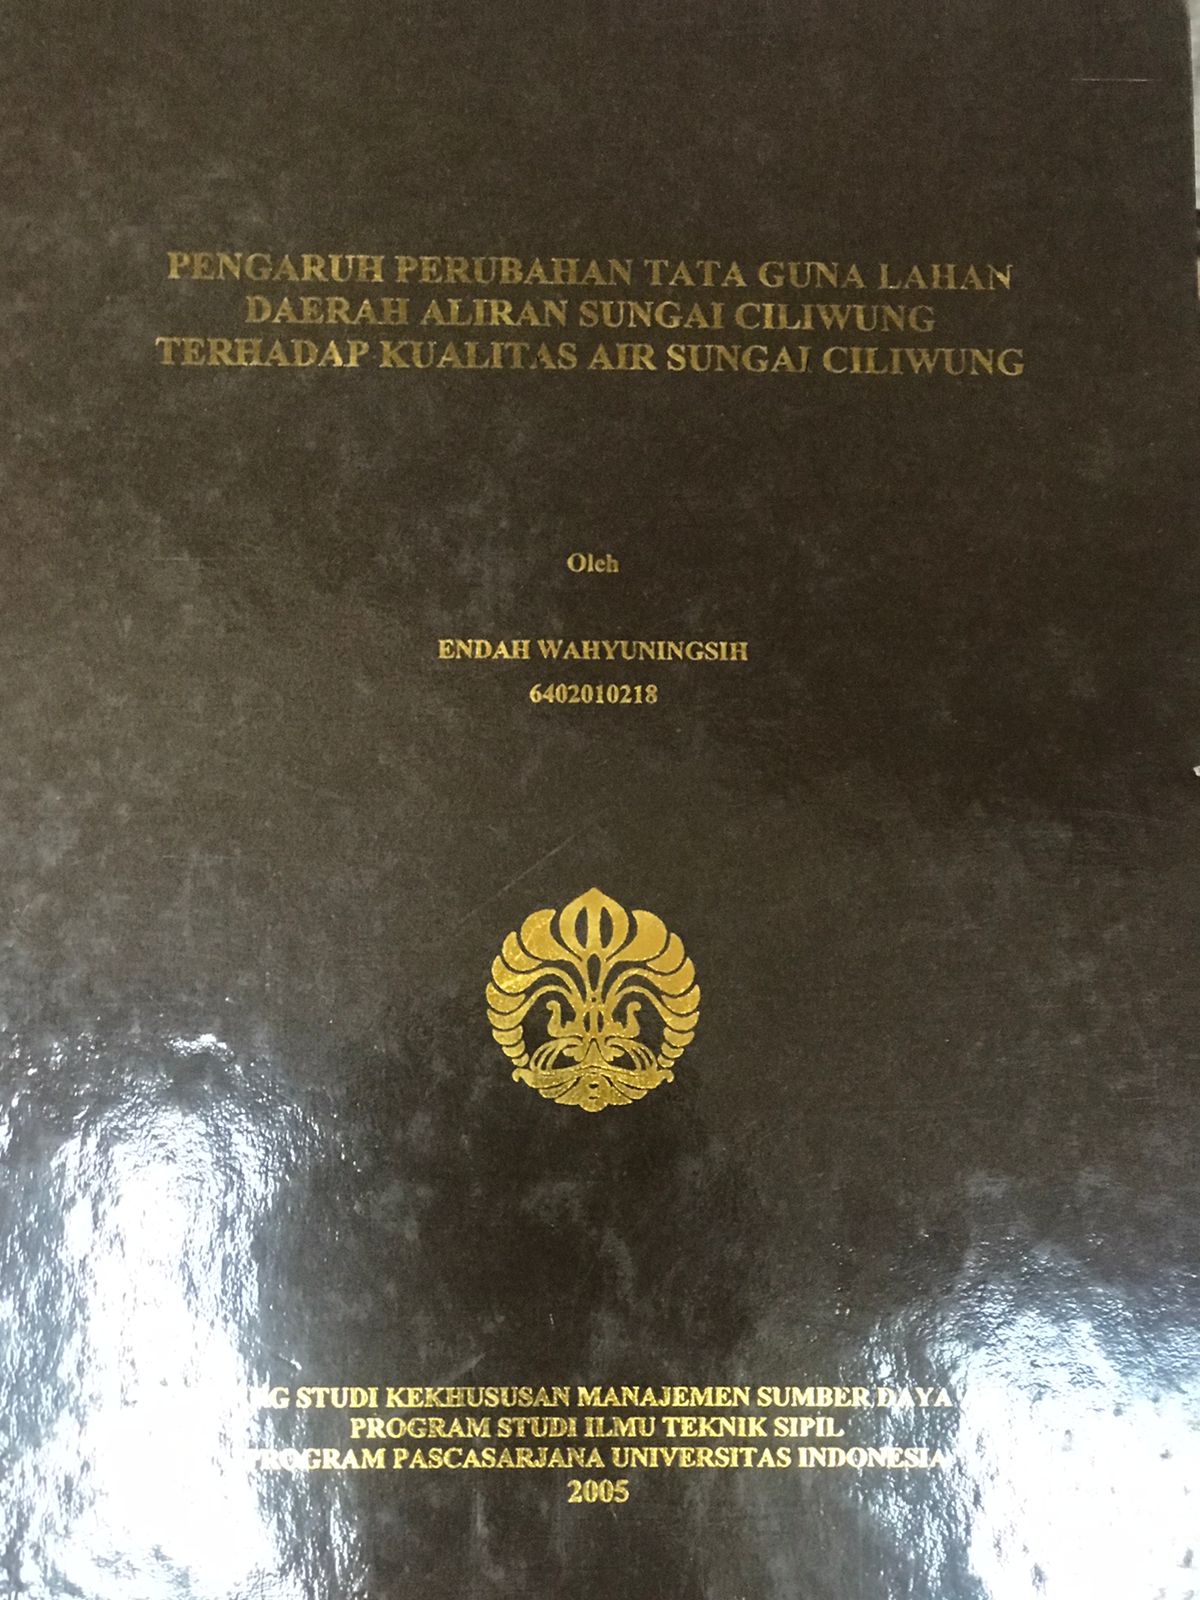 PENGARUH PERUBAHAN TATA GUNA LAHAN
DAERAH ALIRAN SUNGAI CILIWUNG
TERHADAP KUALITAS AIR SUNGAI CILIWUNG
Oleh
ENDAH WAHYUNINGSIH
6402010218
STUDI KEKHUSUSAN MANAJEMEN SUMBER DAYA
PROGRAM STUDI ILMU TEKNIK SIPIL
PROGRAM PASCASARJANA UNIVERSITAS INDONESIA
2005